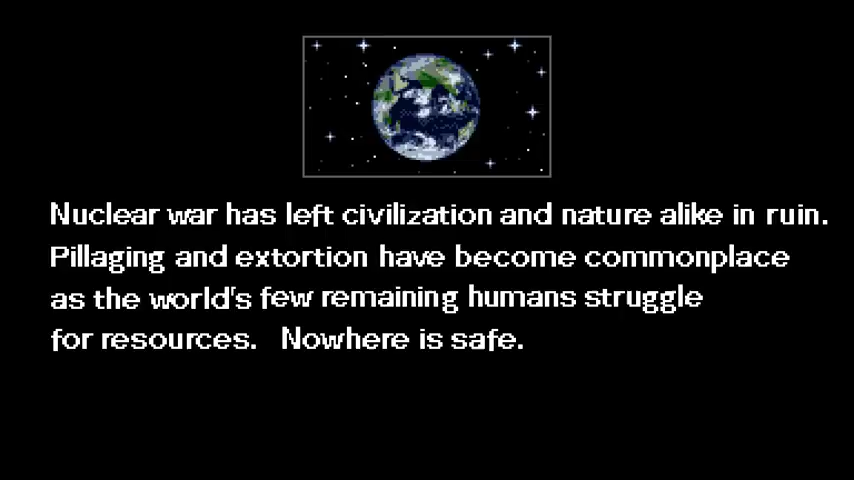 Nuclear war has left civilization and nature alike in ruin.
Pillaging and extortion have become commonplace
as the world's few remaining humans struggle
for resources. Nowhere is safe.